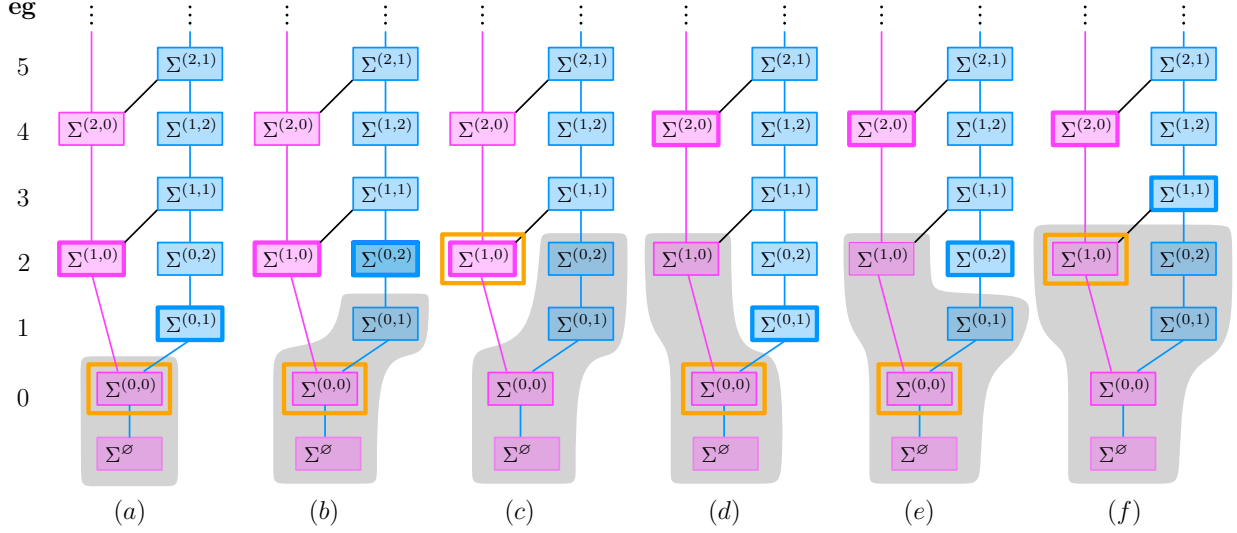 eg ⋮ ⋮ ⋮ ⋮ ⋮ ⋮ ⋮ ⋮ ⋮ ⋮ ⋮ ⋮
5 Σ^(2,1) Σ^(2,1) Σ^(2,1) Σ^(2,1) Σ^(2,1) Σ^(2,1)
4 Σ^(2,0) Σ^(1,2) Σ^(2,0) Σ^(1,2) Σ^(2,0) Σ^(1,2) Σ^(2,0) Σ^(1,2) Σ^(2,0) Σ^(1,2) Σ^(2,0) Σ^(1,2)
3 Σ^(1,1) Σ^(1,1) Σ^(1,1) Σ^(1,1) Σ^(1,1) Σ^(1,1)
2 Σ^(1,0) Σ^(0,2) Σ^(1,0) Σ^(0,2) Σ^(1,0) Σ^(0,2) Σ^(1,0) Σ^(0,2) Σ^(1,0) Σ^(0,2) Σ^(1,0) Σ^(0,2)
1 Σ^(0,1) Σ^(0,1) Σ^(0,1) Σ^(0,1) Σ^(0,1) Σ^(0,1)
0 Σ^(0,0) Σ^(0,0) Σ^(0,0) Σ^(0,0) Σ^(0,0) Σ^(0,0)
Σ^∅ Σ^∅ Σ^∅ Σ^∅ Σ^∅ Σ^∅
(a) (b) (c) (d) (e) (f)